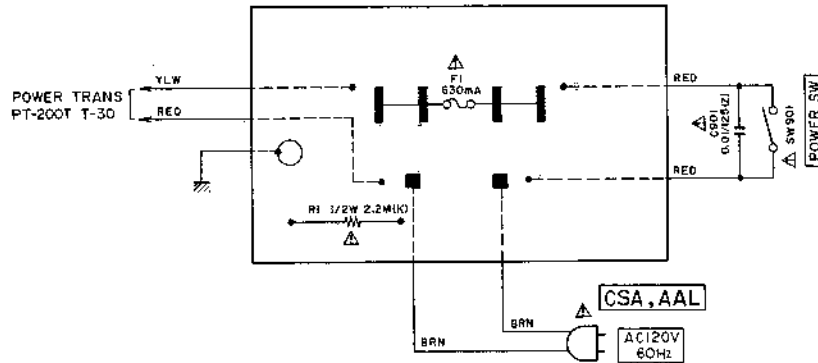 YLW
POWER TRANS
PT-200T T-30
RED
F1
630mA
RED
C901
0.01/125(Z)
SW901
POWER SW
RED
R1 1/2W 2.2M(K)
BRN
BRN
CSA, AAL
AC120V
60Hz